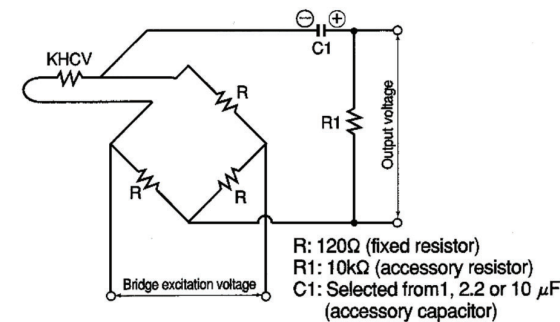 ⊖ ⊕
C1
KHCV
R
R1
Output voltage
R
R
Bridge excitation voltage
R: 120Ω (fixed resistor)
R1: 10kΩ (accessory resistor)
C1: Selected from1, 2.2 or 10 μF
(accessory capacitor)